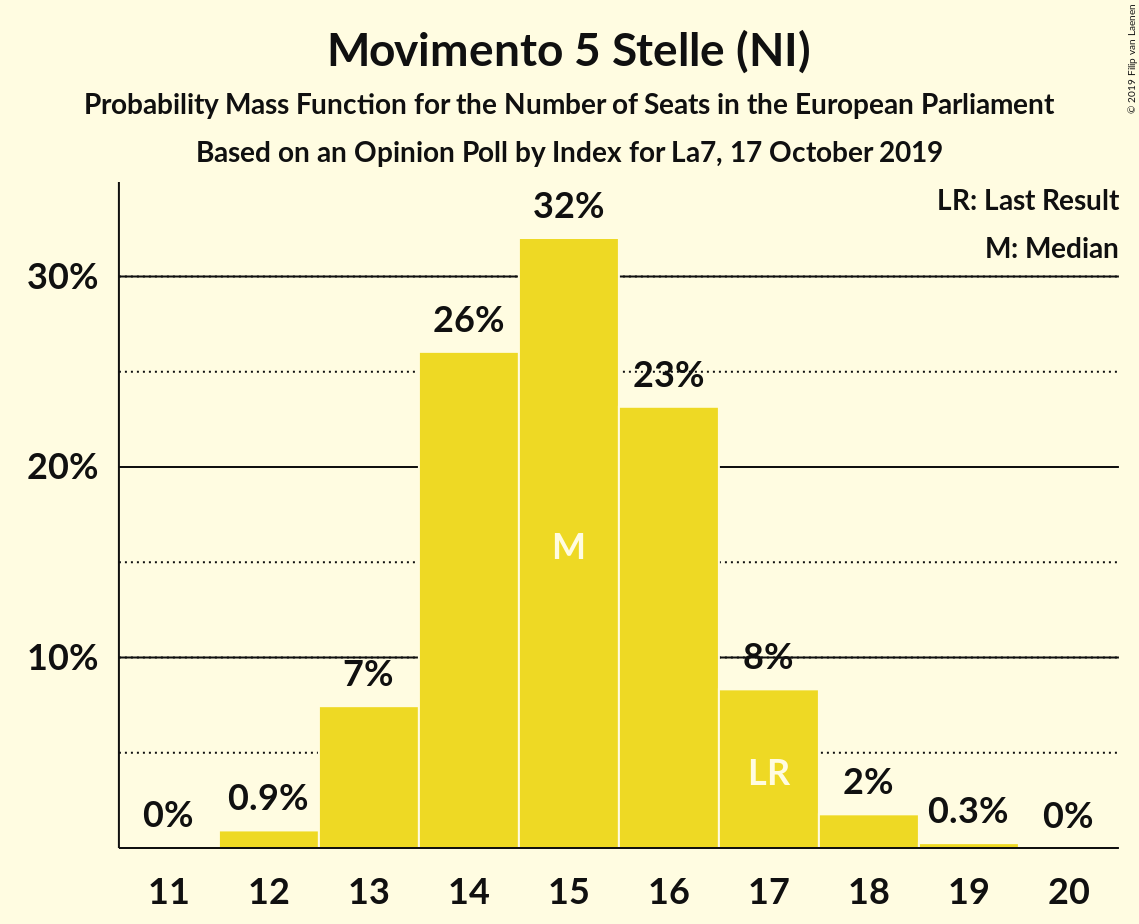 Movimento 5 Stelle (NI)
Probability Mass Function for the Number of Seats in the European Parliament
Based on an Opinion Poll by Index for La7, 17 October 2019
© 2019 Filip van Laenen
LR: Last Result
M: Median
30%
20%
10%
0%
0.9%
7%
26%
32%
23%
8%
2%
0.3%
0%
M
LR
11 12 13 14 15 16 17 18 19 20